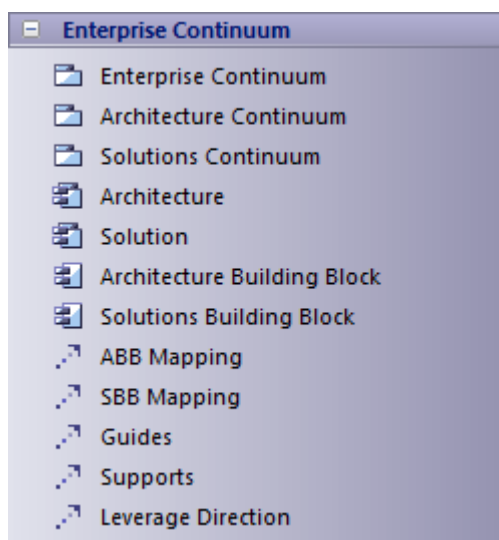 Enterprise Continuum
Enterprise Continuum
Architecture Continuum
Solutions Continuum
Architecture
Solution
Architecture Building Block
Solutions Building Block
ABB Mapping
SBB Mapping
Guides
Supports
Leverage Direction